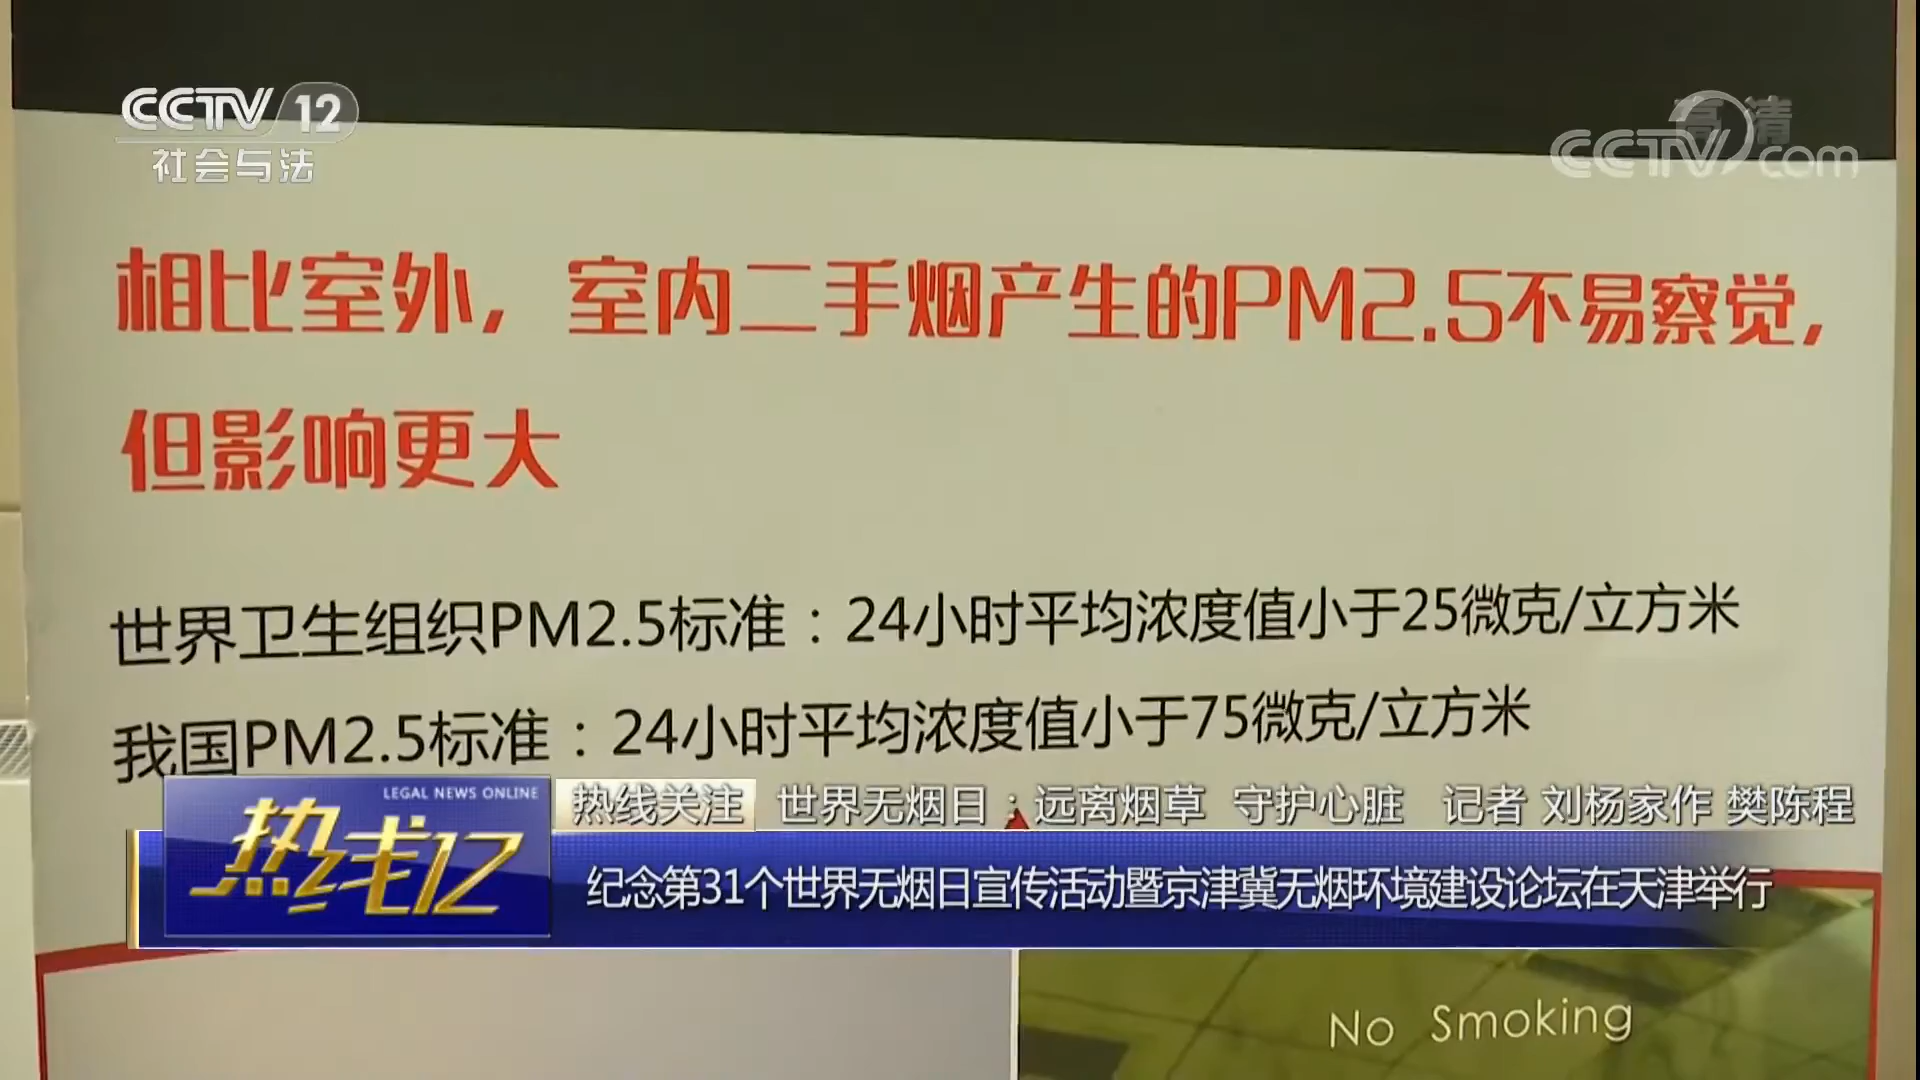 CCTV 12
社会与法
高清
CCTV.com
相比室外，室内二手烟产生的PM2.5不易察觉，
但影响更大
世界卫生组织PM2.5标准：24小时平均浓度值小于25微克/立方米
我国PM2.5标准：24小时平均浓度值小于75微克/立方米
LEGAL NEWS ONLINE
热线12
热线关注 世界无烟日：远离烟草 守护心脏 记者 刘杨家作 樊陈程
纪念第31个世界无烟日宣传活动暨京津冀无烟环境建设论坛在天津举行
No Smoking